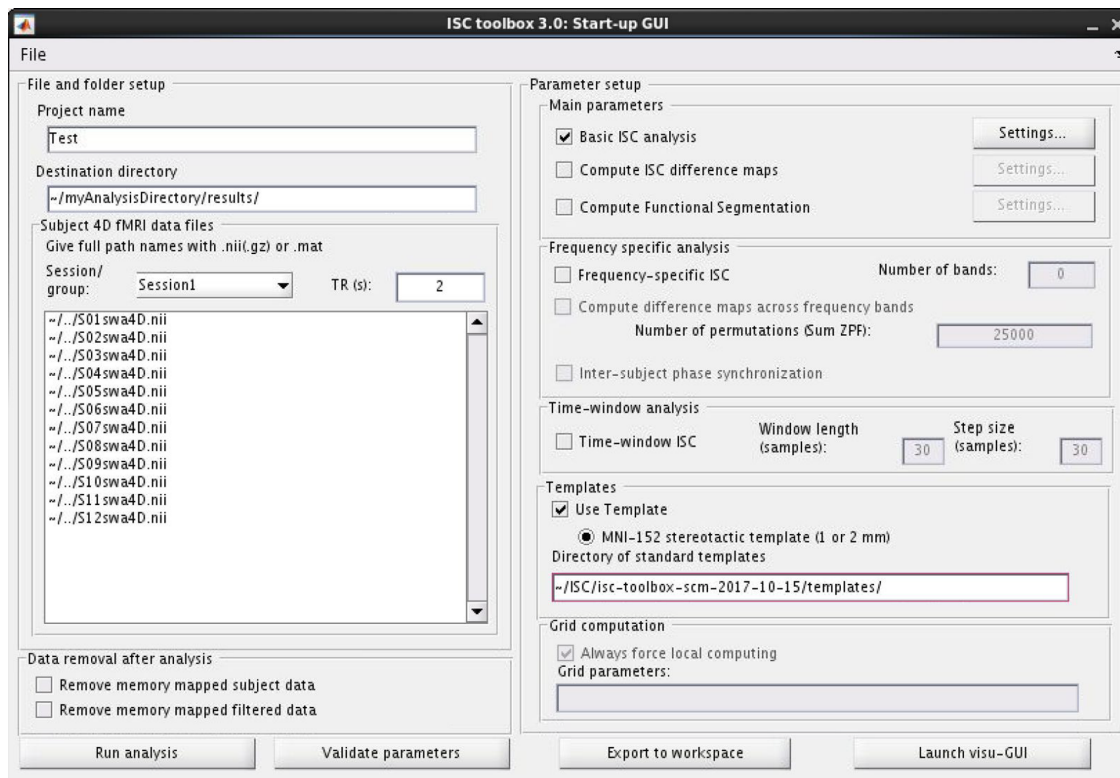 ISC toolbox 3.0: Start-up GUI
File
File and folder setup
Project name
Test
Destination directory
~/myAnalysisDirectory/results/
Subject 4D fMRI data files
Give full path names with .nii(.gz) or .mat
Session/
group:
Session1
TR (s):
2
~/../S01swa4D.nii
~/../S02swa4D.nii
~/../S03swa4D.nii
~/../S04swa4D.nii
~/../S05swa4D.nii
~/../S06swa4D.nii
~/../S07swa4D.nii
~/../S08swa4D.nii
~/../S09swa4D.nii
~/../S10swa4D.nii
~/../S11swa4D.nii
~/../S12swa4D.nii
Data removal after analysis
Remove memory mapped subject data
Remove memory mapped filtered data
Parameter setup
Main parameters
Basic ISC analysis
Settings...
Compute ISC difference maps
Settings...
Compute Functional Segmentation
Settings...
Frequency specific analysis
Frequency-specific ISC
Number of bands:
0
Compute difference maps across frequency bands
Number of permutations (Sum ZPF):
25000
Inter-subject phase synchronization
Time-window analysis
Time-window ISC
Window length
(samples):
30
Step size
(samples):
30
Templates
Use Template
MNI-152 stereotactic template (1 or 2 mm)
Directory of standard templates
~/ISC/isc-toolbox-scm-2017-10-15/templates/
Grid computation
Always force local computing
Grid parameters:
Run analysis
Validate parameters
Export to workspace
Launch visu-GUI